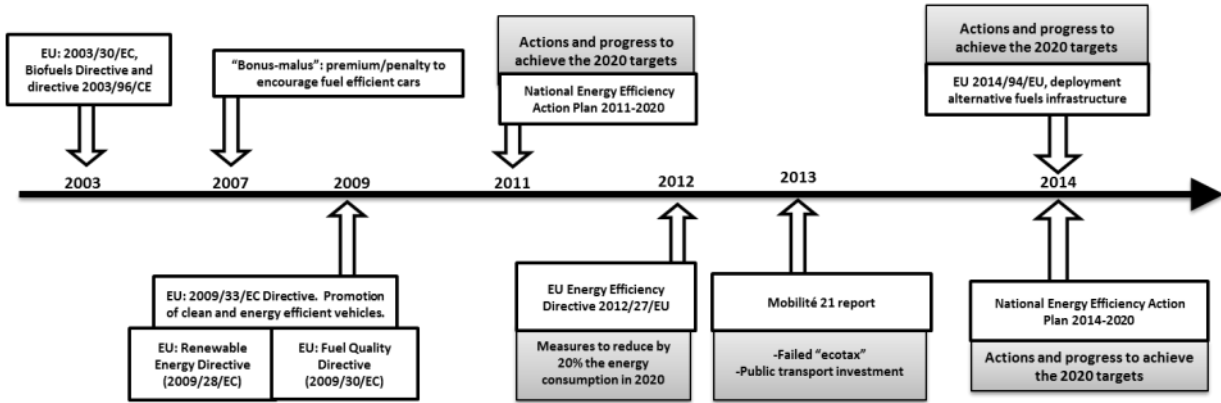 EU: 2003/30/EC,
Biofuels Directive and
directive 2003/96/CE
“Bonus-malus”: premium/penalty to
encourage fuel efficient cars
Actions and progress to
achieve the 2020 targets
National Energy Efficiency
Action Plan 2011-2020
Actions and progress to
achieve the 2020 targets
EU 2014/94/EU, deployment
alternative fuels infrastructure
2003
2007
2009
2011
2012
2013
2014
EU: 2009/33/EC Directive. Promotion
of clean and energy efficient vehicles.
EU: Renewable
Energy Directive
(2009/28/EC)
EU: Fuel Quality
Directive
(2009/30/EC)
EU Energy Efficiency
Directive 2012/27/EU
Measures to reduce by
20% the energy
consumption in 2020
Mobilité 21 report
-Failed “ecotax”
-Public transport investment
National Energy Efficiency Action
Plan 2014-2020
Actions and progress to achieve
the 2020 targets